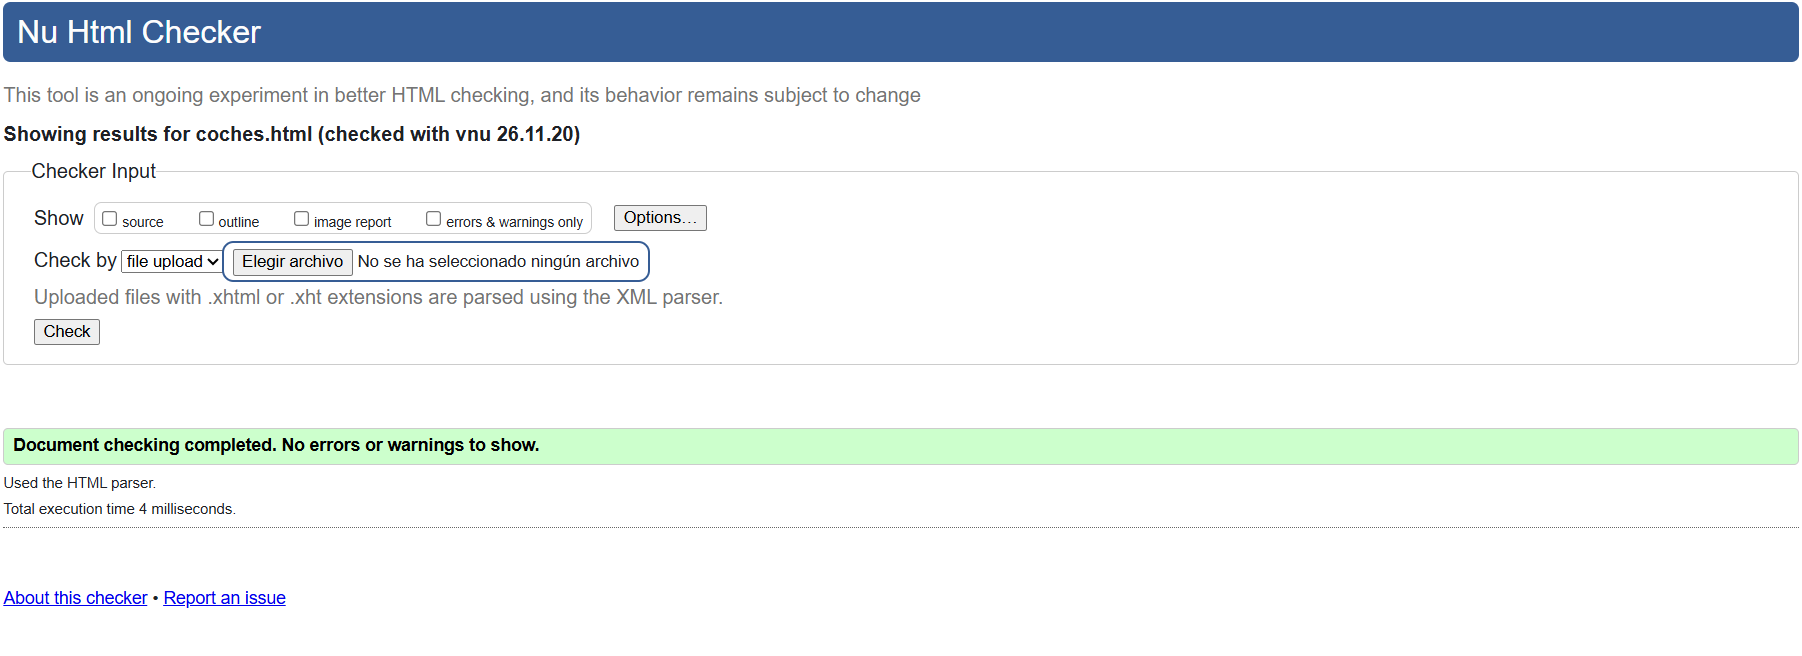 Nu Html Checker
This tool is an ongoing experiment in better HTML checking, and its behavior remains subject to change
Showing results for coches.html (checked with vnu 26.11.20)
Checker Input
Show source outline image report errors & warnings only Options…
Check by file upload Elegir archivo No se ha seleccionado ningún archivo
Uploaded files with .xhtml or .xht extensions are parsed using the XML parser.
Check
Document checking completed. No errors or warnings to show.
Used the HTML parser.
Total execution time 4 milliseconds.
About this checker • Report an issue